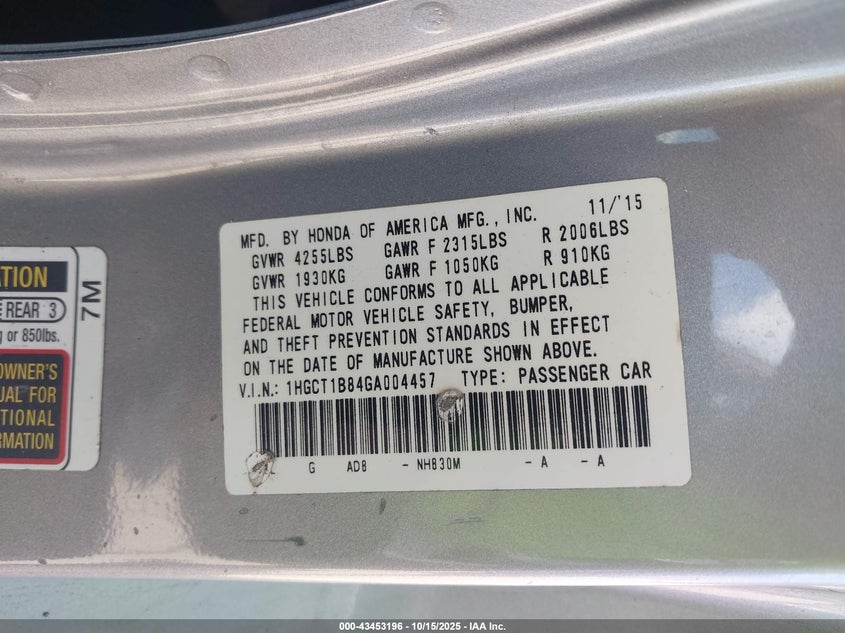 MFD. BY HONDA OF AMERICA MFG., INC. 11/'15
GVWR 4255LBS GAWR F 2315LBS R 2006LBS
GVWR 1930KG GAWR F 1050KG R 910KG
THIS VEHICLE CONFORMS TO ALL APPLICABLE
FEDERAL MOTOR VEHICLE SAFETY, BUMPER,
AND THEFT PREVENTION STANDARDS IN EFFECT
ON THE DATE OF MANUFACTURE SHOWN ABOVE.
V.I.N.: 1HGCT1B84GA004457 TYPE: PASSENGER CAR
G AD8 - NH830M - A - A
REAR 3
or 850lbs.
OWNER'S
FOR
7M
000-43453196 - 10/15/2025 - IAA Inc.